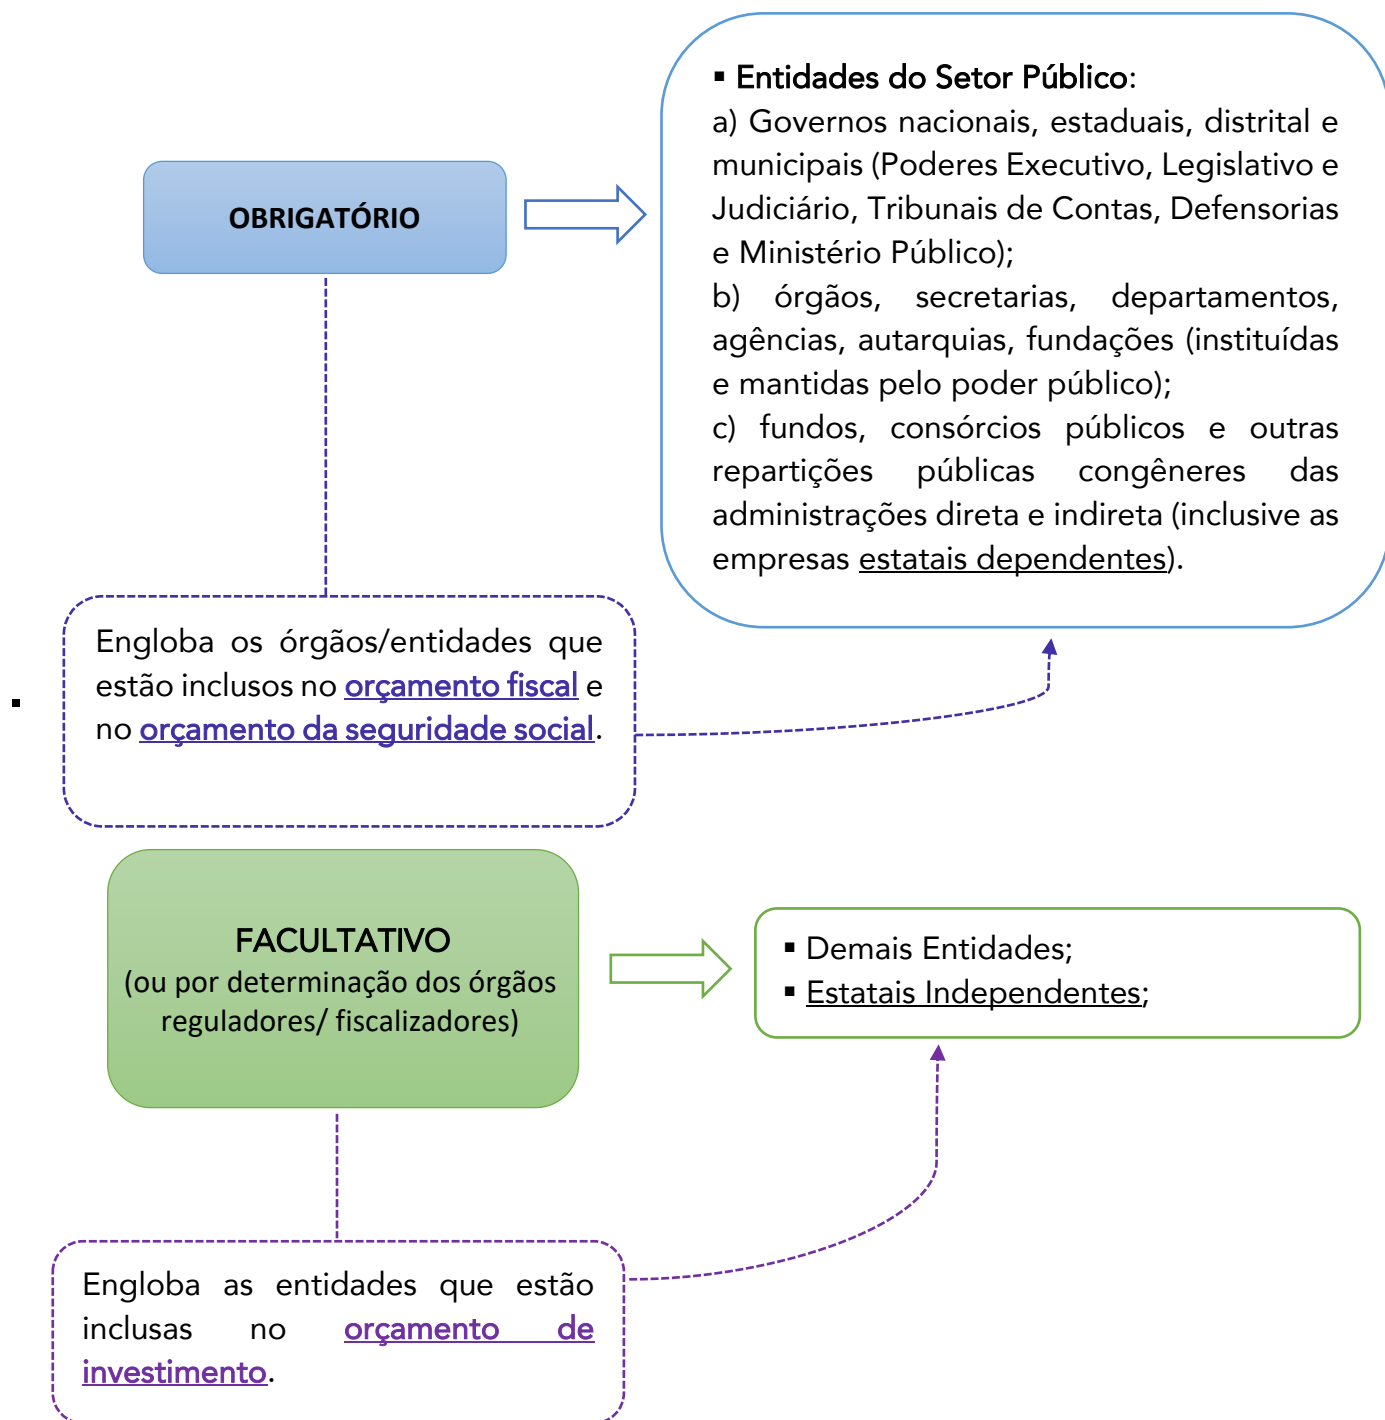 ▪ Entidades do Setor Público:
a) Governos nacionais, estaduais, distrital e
municipais (Poderes Executivo, Legislativo e
Judiciário, Tribunais de Contas, Defensorias
e Ministério Público);
b) órgãos, secretarias, departamentos,
agências, autarquias, fundações (instituídas
e mantidas pelo poder público);
c) fundos, consórcios públicos e outras
repartições públicas congêneres das
administrações direta e indireta (inclusive as
empresas estatais dependentes).
OBRIGATÓRIO
Engloba os órgãos/entidades que
estão inclusos no orçamento fiscal e
no orçamento da seguridade social.
▪
FACULTATIVO
(ou por determinação dos órgãos
reguladores/ fiscalizadores)
▪ Demais Entidades;
▪ Estatais Independentes;
Engloba as entidades que estão
inclusas no orçamento de
investimento.